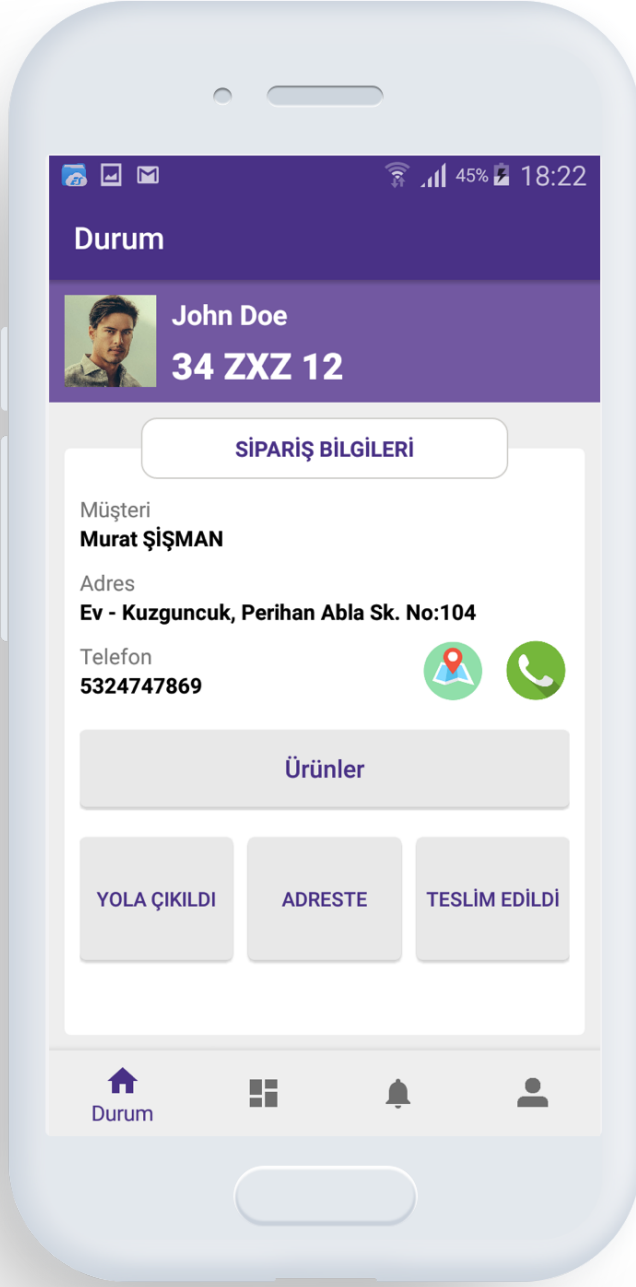 45% 18:22
Durum
John Doe
34 ZXZ 12
SİPARİŞ BİLGİLERİ
Müşteri
Murat ŞİŞMAN
Adres
Ev - Kuzguncuk, Perihan Abla Sk. No:104
Telefon
5324747869
Ürünler
YOLA ÇIKILDI ADRESTE TESLİM EDİLDİ
Durum